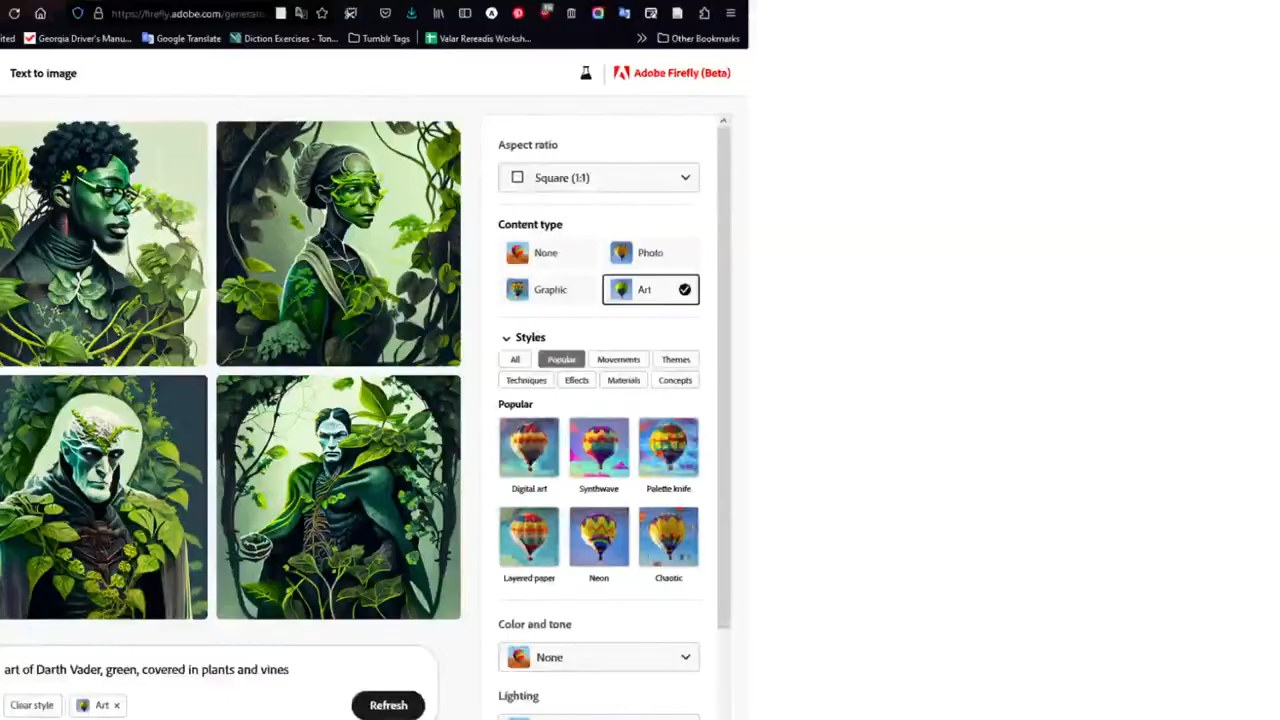 https://firefly.adobe.com/generate
ited
Georgia Driver's Manu...
Google Translate
Diction Exercises - Ton...
Tumblr Tags
Valar Rereadis Worksh...
Other Bookmarks
Text to image
Adobe Firefly (Beta)
Aspect ratio
Square (1:1)
Content type
None
Photo
Graphic
Art
Styles
All
Popular
Movements
Themes
Techniques
Effects
Materials
Concepts
Popular
Digital art
Synthwave
Palette knife
Layered paper
Neon
Chaotic
Color and tone
None
Lighting
art of Darth Vader, green, covered in plants and vines
Clear style
Art
Refresh